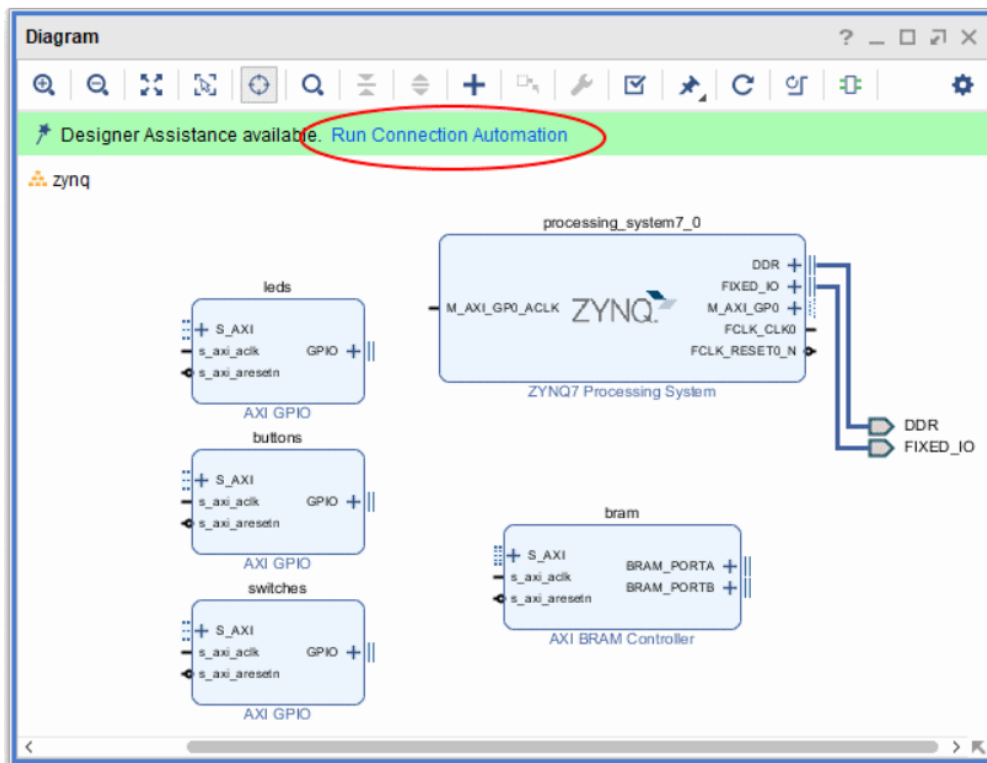 Diagram
Designer Assistance available. Run Connection Automation
zynq
processing_system7_0
DDR
FIXED_IO
M_AXI_GP0_ACLK
ZYNQ.
M_AXI_GP0
FCLK_CLK0
FCLK_RESET0_N
ZYNQ7 Processing System
DDR
FIXED_IO
leds
S_AXI
s_axi_aclk
GPIO
s_axi_aresetn
AXI GPIO
buttons
S_AXI
s_axi_aclk
GPIO
s_axi_aresetn
AXI GPIO
switches
S_AXI
s_axi_aclk
GPIO
s_axi_aresetn
AXI GPIO
bram
S_AXI
s_axi_aclk
s_axi_aresetn
BRAM_PORTA
BRAM_PORTB
AXI BRAM Controller